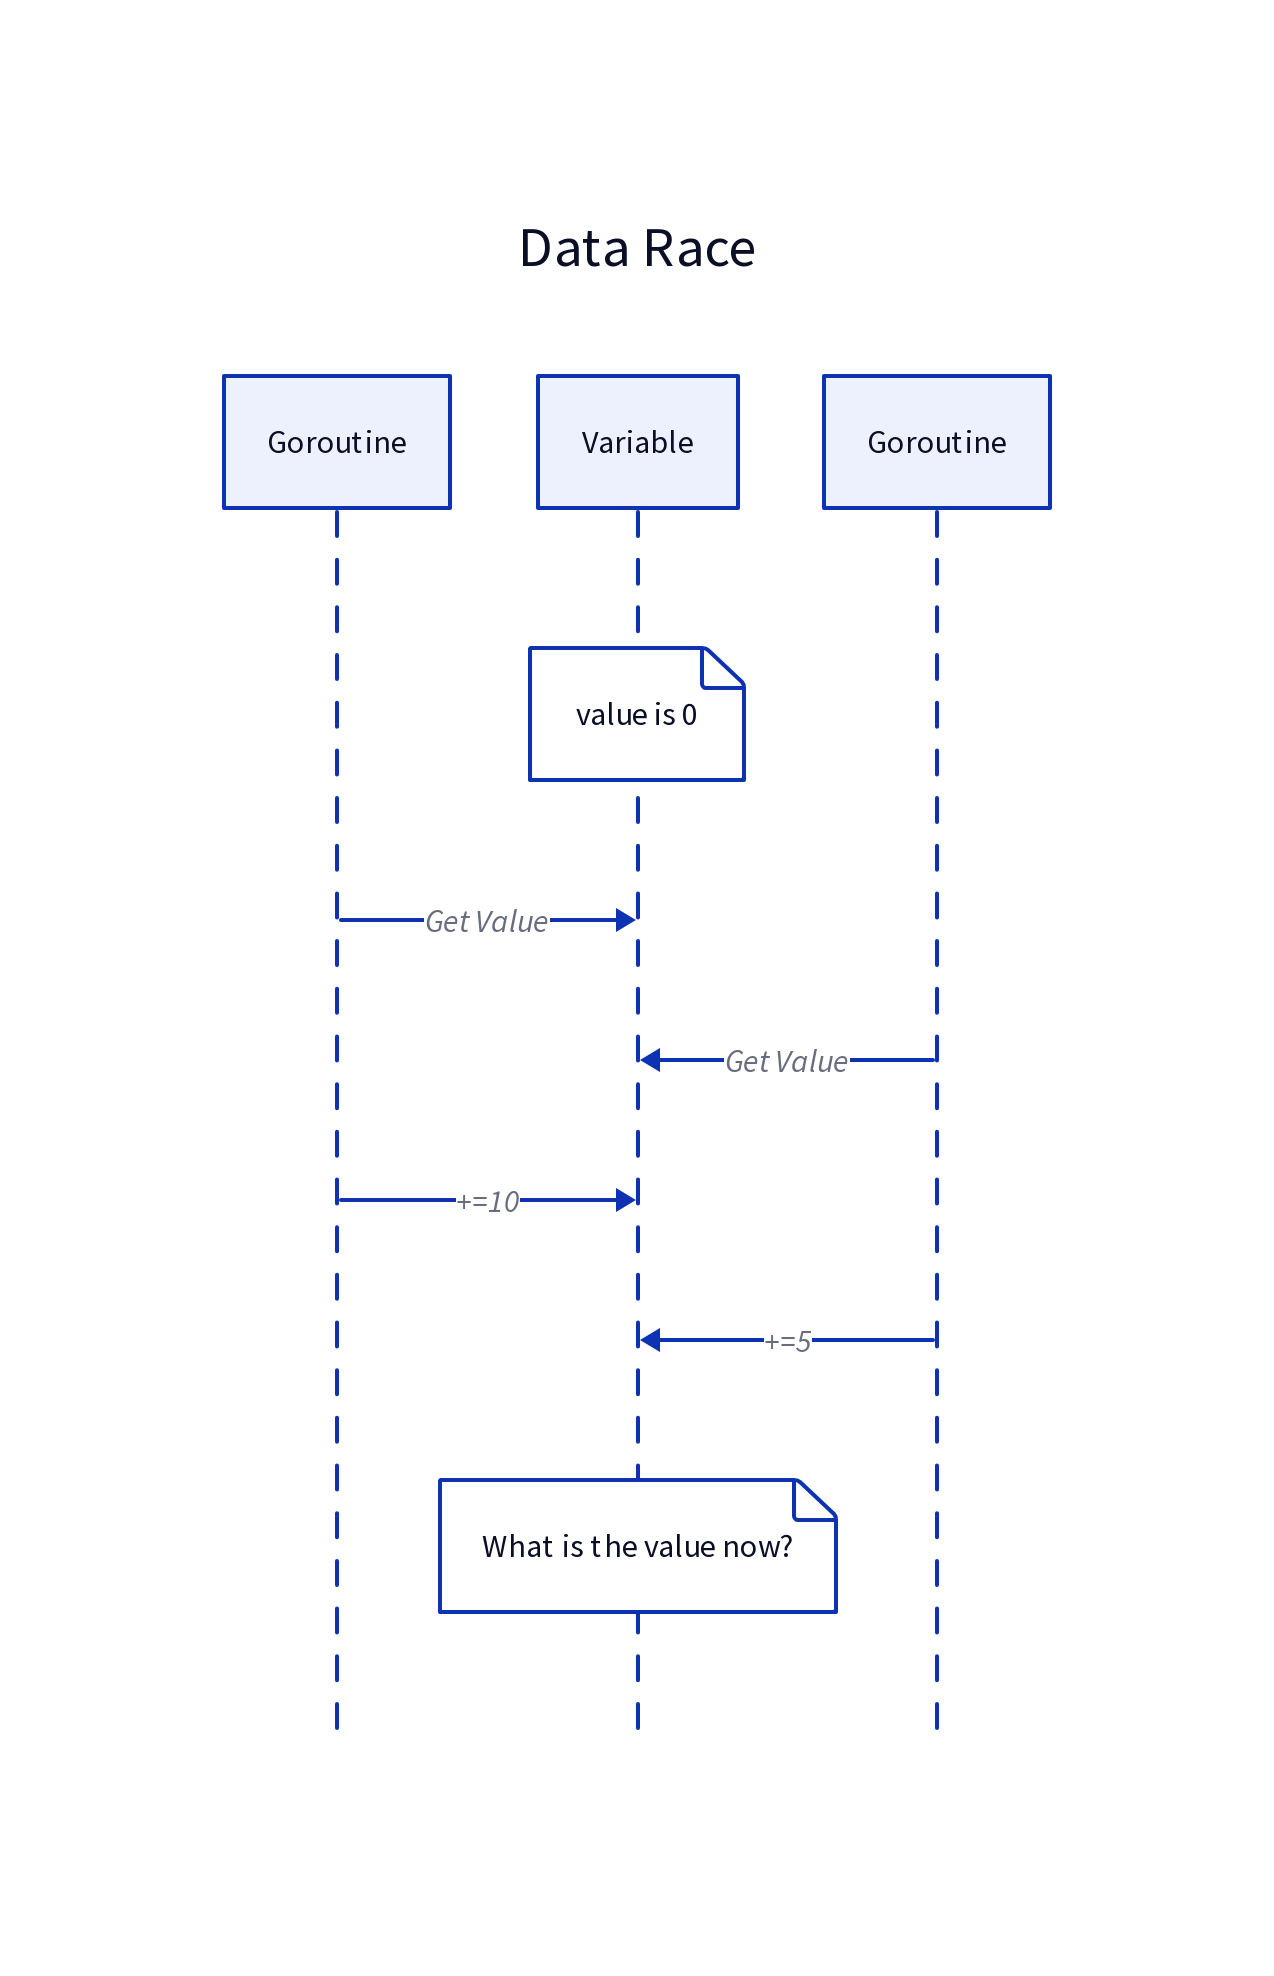 Data Race
Goroutine
Variable
Goroutine
value is 0
Get Value
Get Value
+=10
+=5
What is the value now?